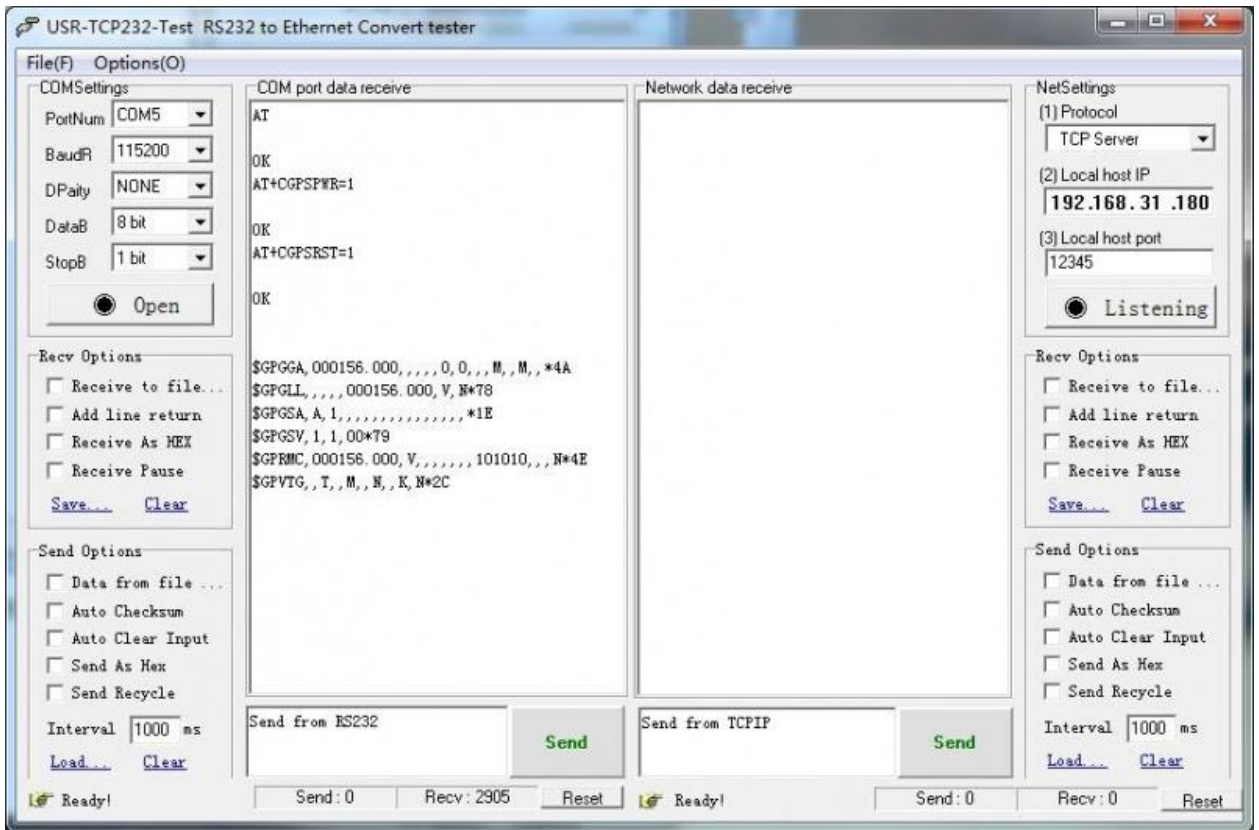 USR-TCP232-Test RS232 to Ethernet Convert tester
File(F) Options(O)
COMSettings
PortNum COM5
BaudR 115200
DPaity NONE
DataB 8 bit
StopB 1 bit
Open
Recv Options
Receive to file...
Add line return
Receive As HEX
Receive Pause
Save... Clear
Send Options
Data from file ...
Auto Checksum
Auto Clear Input
Send As Hex
Send Recycle
Interval 1000 ms
Load... Clear
Ready!
COM port data receive
AT
OK
AT+CGPSPWR=1
OK
AT+CGPSRST=1
OK
$GPGGA,000156.000,,,,,0,0,,,M,,M,,*4A
$GPGLL,,,,,000156.000,V,N*78
$GPGSA,A,1,,,,,,,,,,,,,,,*1E
$GPGSV,1,1,00*79
$GPRMC,000156.000,V,,,,,,,101010,,,N*4E
$GPVTG,,T,,M,,N,,K,N*2C
Send from RS232
Send
Send : 0 Recv : 2905 Reset
Network data receive
Send from TCPIP
Send
Ready! Send : 0 Recv : 0 Reset
NetSettings
(1) Protocol
TCP Server
(2) Local host IP
192.168.31.180
(3) Local host port
12345
Listening
Recv Options
Receive to file...
Add line return
Receive As HEX
Receive Pause
Save... Clear
Send Options
Data from file ...
Auto Checksum
Auto Clear Input
Send As Hex
Send Recycle
Interval 1000 ms
Load... Clear